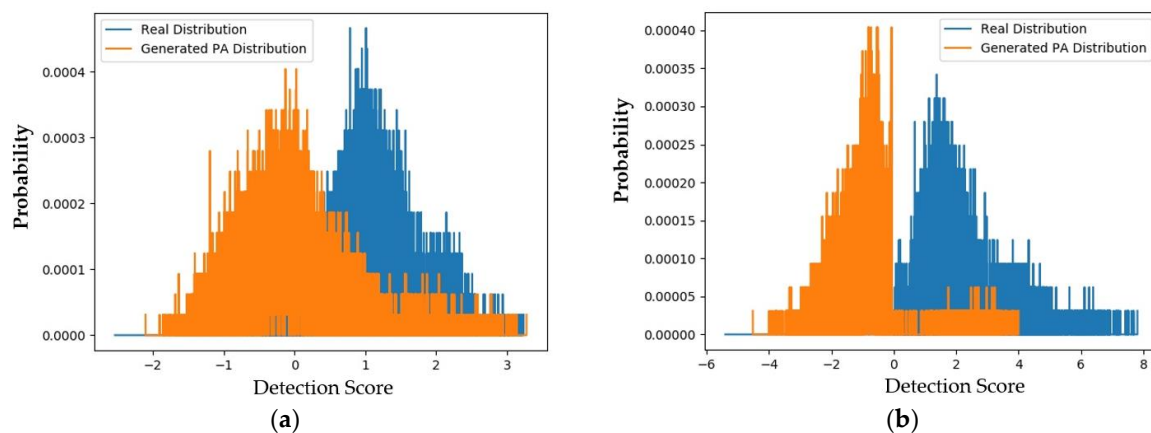 Real Distribution
Generated PA Distribution
0.0004
0.0003
0.0002
0.0001
0.0000
Probability
−2 −1 0 1 2 3
Detection Score
(a)
Real Distribution
Generated PA Distribution
0.00040
0.00035
0.00030
0.00025
0.00020
0.00015
0.00010
0.00005
0.00000
Probability
−6 −4 −2 0 2 4 6 8
Detection Score
(b)